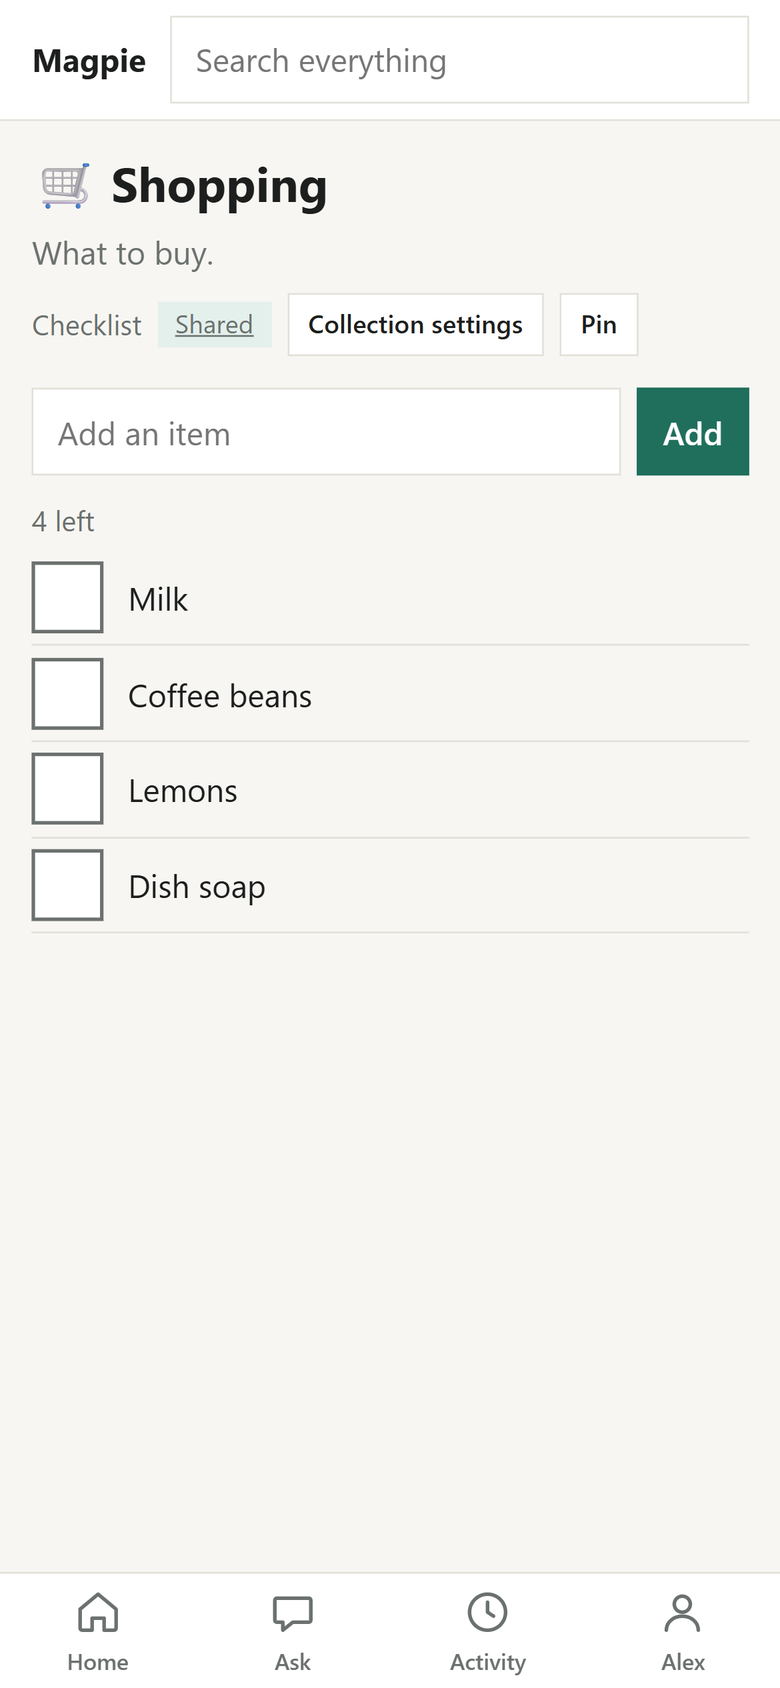 Magpie Search everything
Shopping
What to buy.
Checklist Shared Collection settings Pin
Add an item Add
4 left
Milk
Coffee beans
Lemons
Dish soap
Home Ask Activity Alex